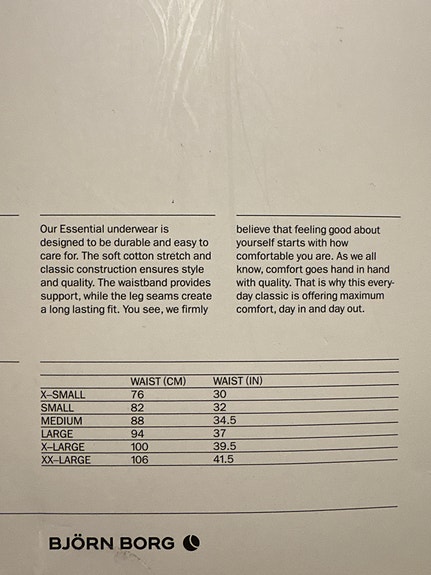 Our Essential underwear is
designed to be durable and easy to
care for. The soft cotton stretch and
classic construction ensures style
and quality. The waistband provides
support, while the leg seams create
a long lasting fit. You see, we firmly
believe that feeling good about
yourself starts with how
comfortable you are. As we all
know, comfort goes hand in hand
with quality. That is why this every-
day classic is offering maximum
comfort, day in and day out.
WAIST (CM) WAIST (IN)
X–SMALL 76 30
SMALL 82 32
MEDIUM 88 34.5
LARGE 94 37
X–LARGE 100 39.5
XX–LARGE 106 41.5
BJÖRN BORG